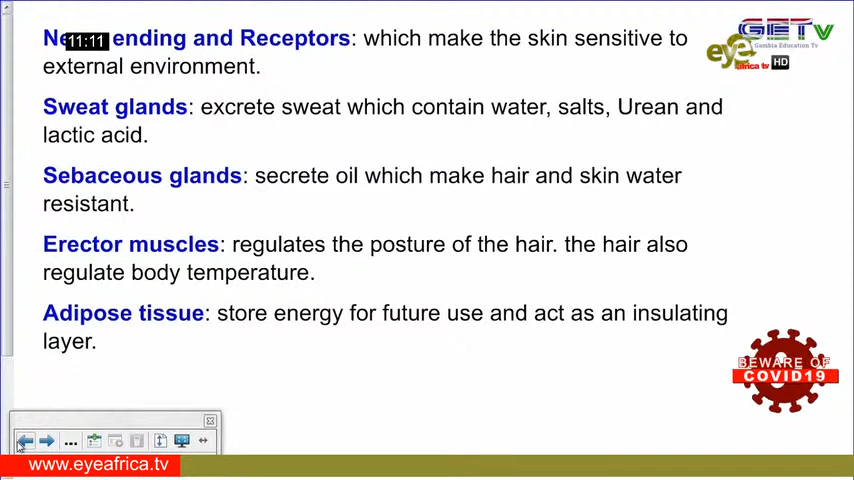 11:11 ending and Receptors: which make the skin sensitive to
external environment.
Sweat glands: excrete sweat which contain water, salts, Urean and
lactic acid.
Sebaceous glands: secrete oil which make hair and skin water
resistant.
Erector muscles: regulates the posture of the hair. the hair also
regulate body temperature.
Adipose tissue: store energy for future use and act as an insulating
layer.
GETv
Gambia Education Tv
eye
africa tv HD
BEWARE OF
COVID19
www.eyeafrica.tv